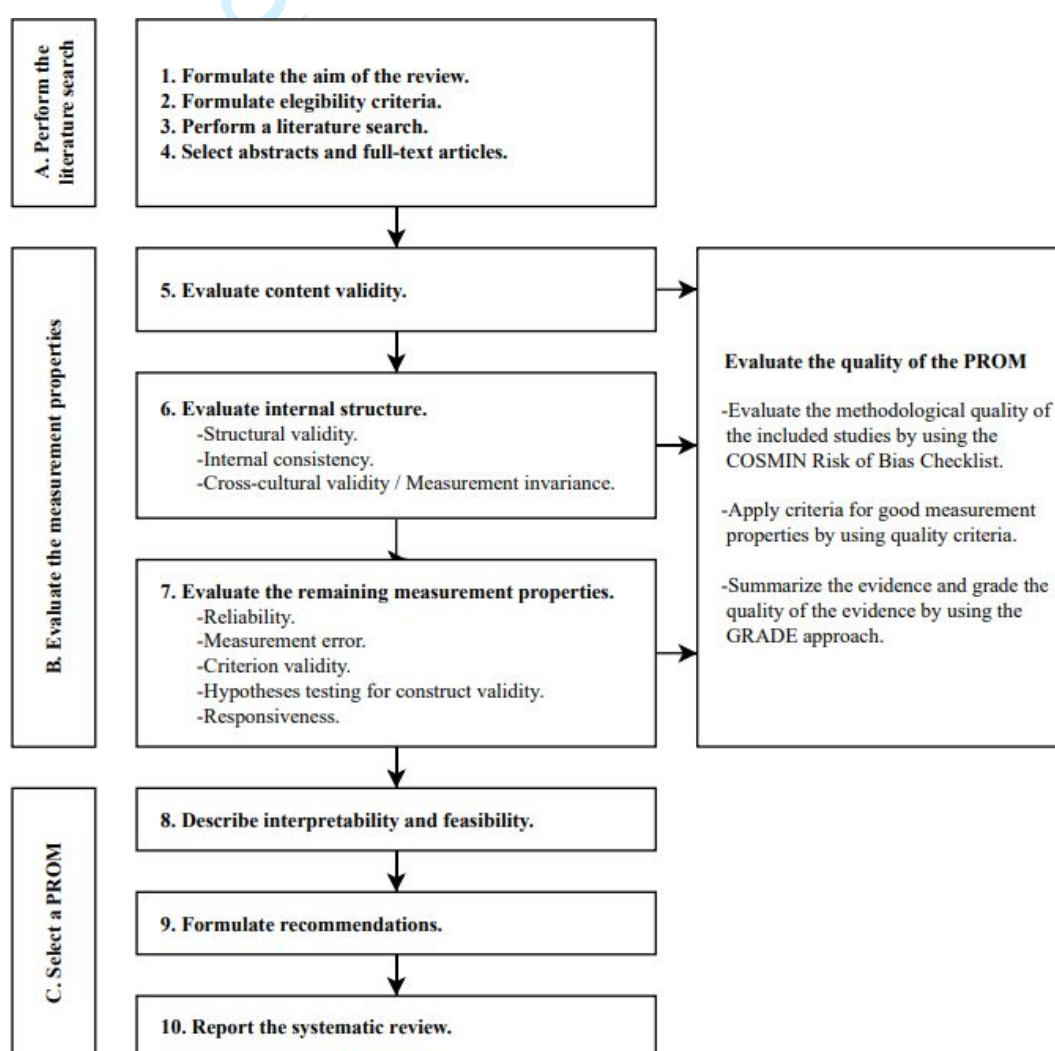 A. Perform the
literature search
1. Formulate the aim of the review.
2. Formulate elegibility criteria.
3. Perform a literature search.
4. Select abstracts and full-text articles.
B. Evaluate the measurement properties
5. Evaluate content validity.
6. Evaluate internal structure.
-Structural validity.
-Internal consistency.
-Cross-cultural validity / Measurement invariance.
7. Evaluate the remaining measurement properties.
-Reliability.
-Measurement error.
-Criterion validity.
-Hypotheses testing for construct validity.
-Responsiveness.
Evaluate the quality of the PROM
-Evaluate the methodological quality of
the included studies by using the
COSMIN Risk of Bias Checklist.
-Apply criteria for good measurement
properties by using quality criteria.
-Summarize the evidence and grade the
quality of the evidence by using the
GRADE approach.
C. Select a PROM
8. Describe interpretability and feasibility.
9. Formulate recommendations.
10. Report the systematic review.